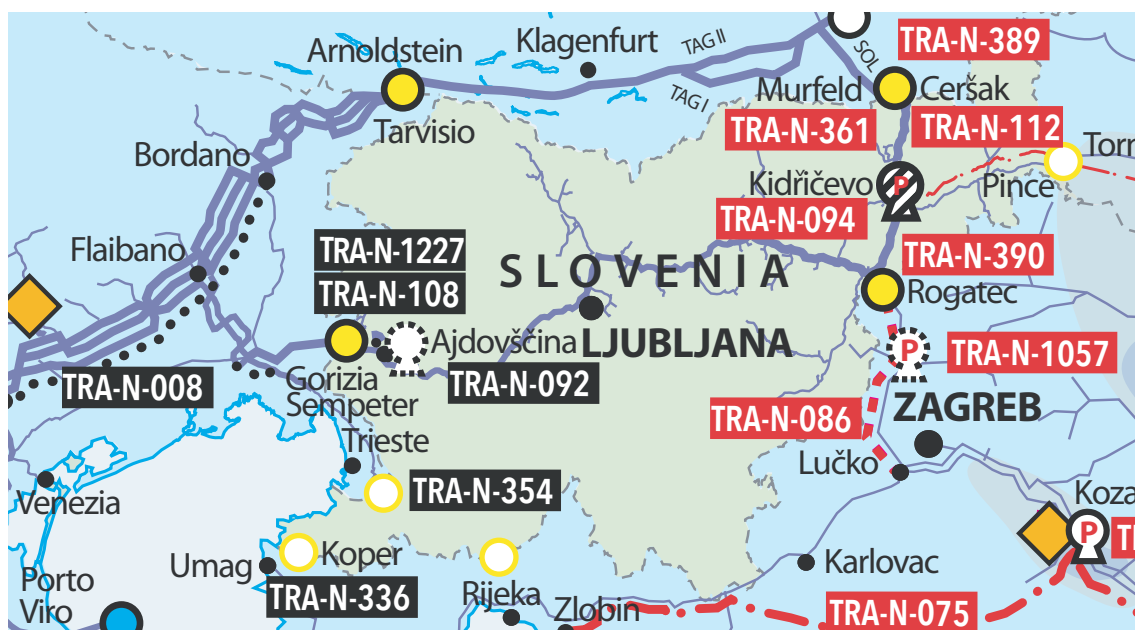 TAG II
SOL
TRA-N-389
Arnoldstein
Klagenfurt
TAG I
Murfeld
Ceršak
TRA-N-361
TRA-N-112
Tarvisio
Bordano
Kidřičevo
P
Pince
TRA-N-094
Flaibano
TRA-N-1227
TRA-N-108
SLOVENIA
TRA-N-390
Rogatec
Ajdovščina
LJUBLJANA
P
TRA-N-1057
TRA-N-008
Gorizia
Sempeter
TRA-N-092
TRA-N-086
ZAGREB
Trieste
Lučko
Venezia
TRA-N-354
P
Umag
Koper
TRA-N-336
Karlovac
Porto
Viro
Rijeka
Zlobin
TRA-N-075